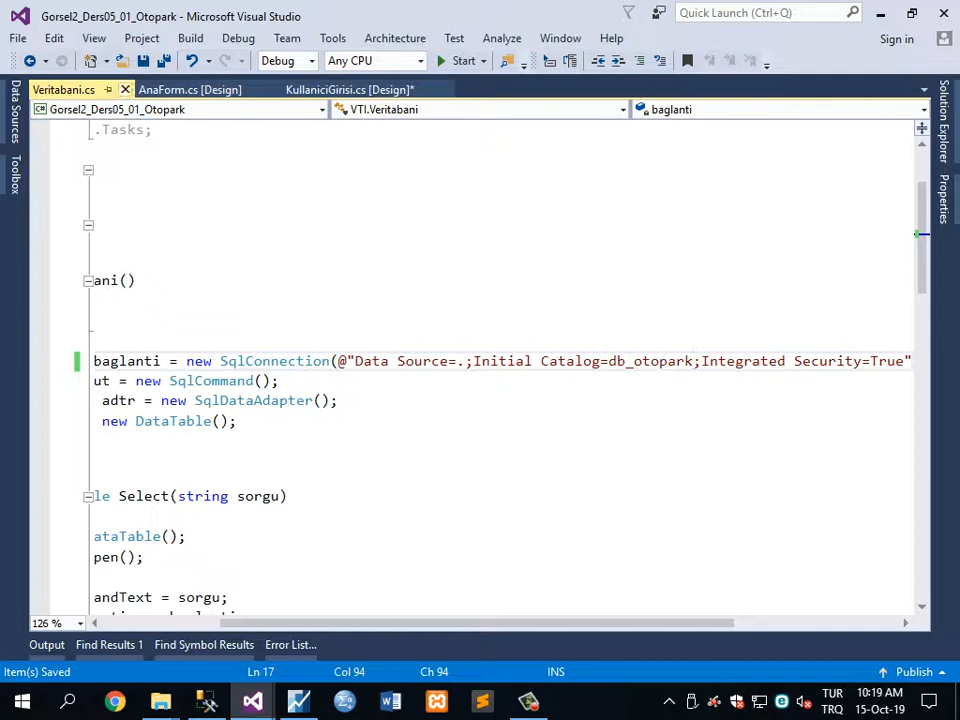 Gorsel2_Ders05_01_Otopark - Microsoft Visual Studio
Quick Launch (Ctrl+Q)
File Edit View Project Build Debug Team Tools Architecture Test Analyze Window Help
Sign in
Debug Any CPU Start
Veritabani.cs AnaForm.cs [Design] KullaniciGirisi.cs [Design]*
Gorsel2_Ders05_01_Otopark VTI.Veritabani baglanti
Data Sources
Toolbox
Solution Explorer
Properties
.Tasks;
ani()
baglanti = new SqlConnection(@"Data Source=.;Initial Catalog=db_otopark;Integrated Security=True"
ut = new SqlCommand();
adtr = new SqlDataAdapter();
new DataTable();
le Select(string sorgu)
ataTable();
pen();
andText = sorgu;
126 %
Output Find Results 1 Find Symbol Results Error List...
Item(s) Saved Ln 17 Col 94 Ch 94 INS Publish
TUR 10:19 AM
TRQ 15-Oct-19